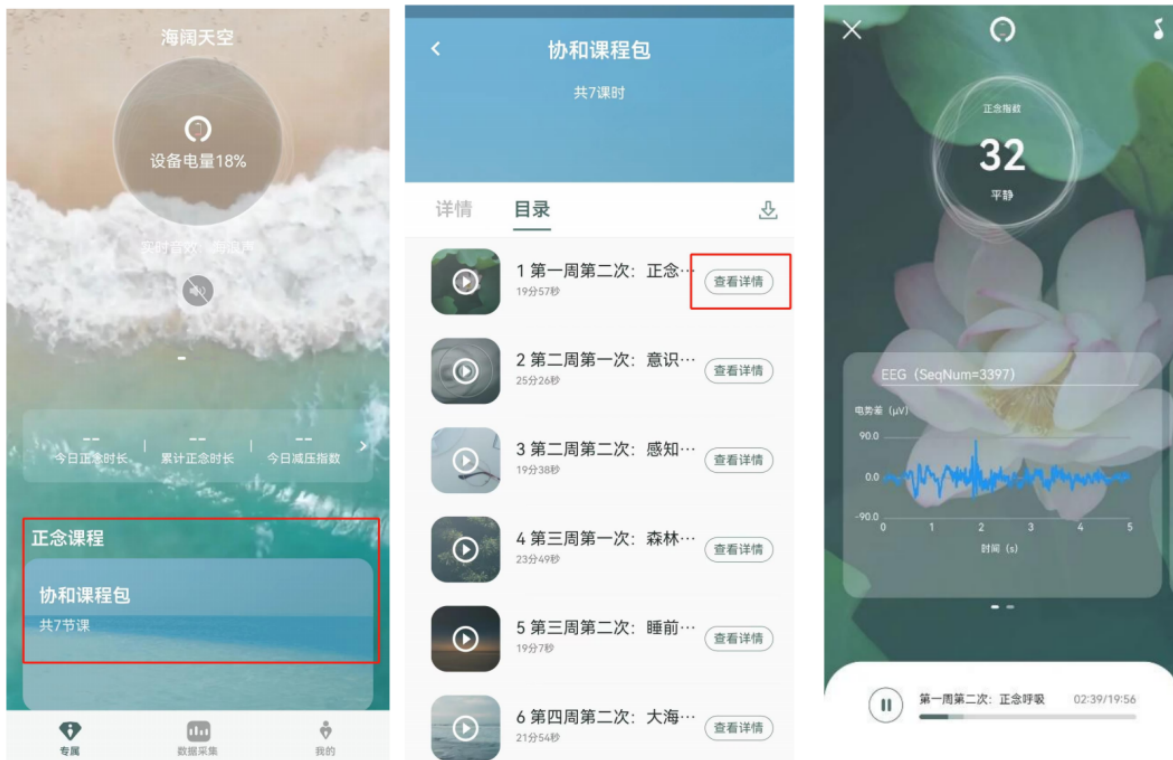 海阔天空
设备电量18%
实时音效：海浪声
--
--
--
今日正念时长
累计正念时长
今日减压指数
正念课程
协和课程包
共7节课
专属
数据采集
我的
协和课程包
共7课时
详情
目录
1 第一周第二次：正念…
查看详情
19分57秒
2 第二周第一次：意识…
查看详情
25分26秒
3 第二周第二次：感知…
查看详情
19分38秒
4 第三周第一次：森林…
查看详情
23分49秒
5 第三周第二次：睡前…
查看详情
19分7秒
6 第四周第二次：大海…
查看详情
21分54秒
正念指数
32
平静
EEG（SeqNum=3397）
电势差（μV）
90.0
0.0
-90.0
0 1 2 3 4 5
时间（s）
第一周第二次：正念呼吸 02:39/19:56